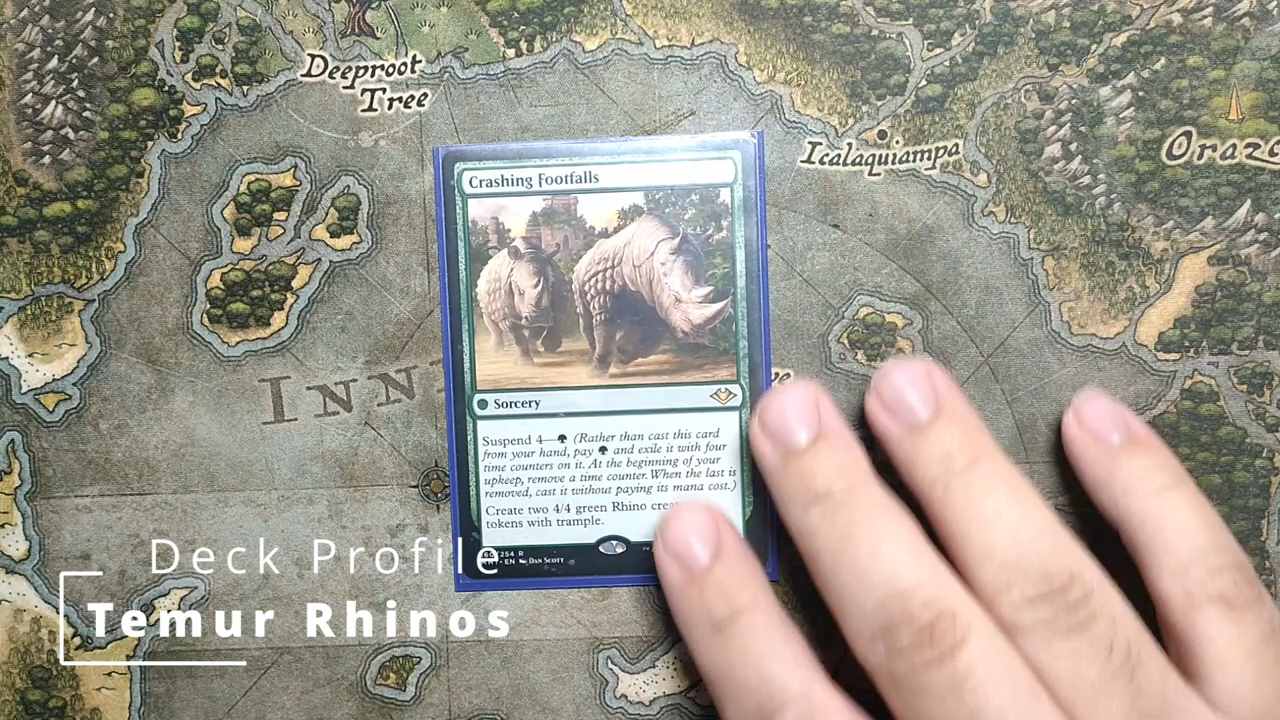 Deeproot
Tree
Icalaquiampa
Crashing Footfalls
Sorcery
Suspend 4— (Rather than cast this card
from your hand, pay and exile it with four
time counters on it. At the beginning of your
upkeep, remove a time counter. When the last is
removed, cast it without paying its mana cost.)
Create two 4/4 green Rhino
tokens with trample.
254 R
EN DAN SCOTT
Deck Profile
Temur Rhinos